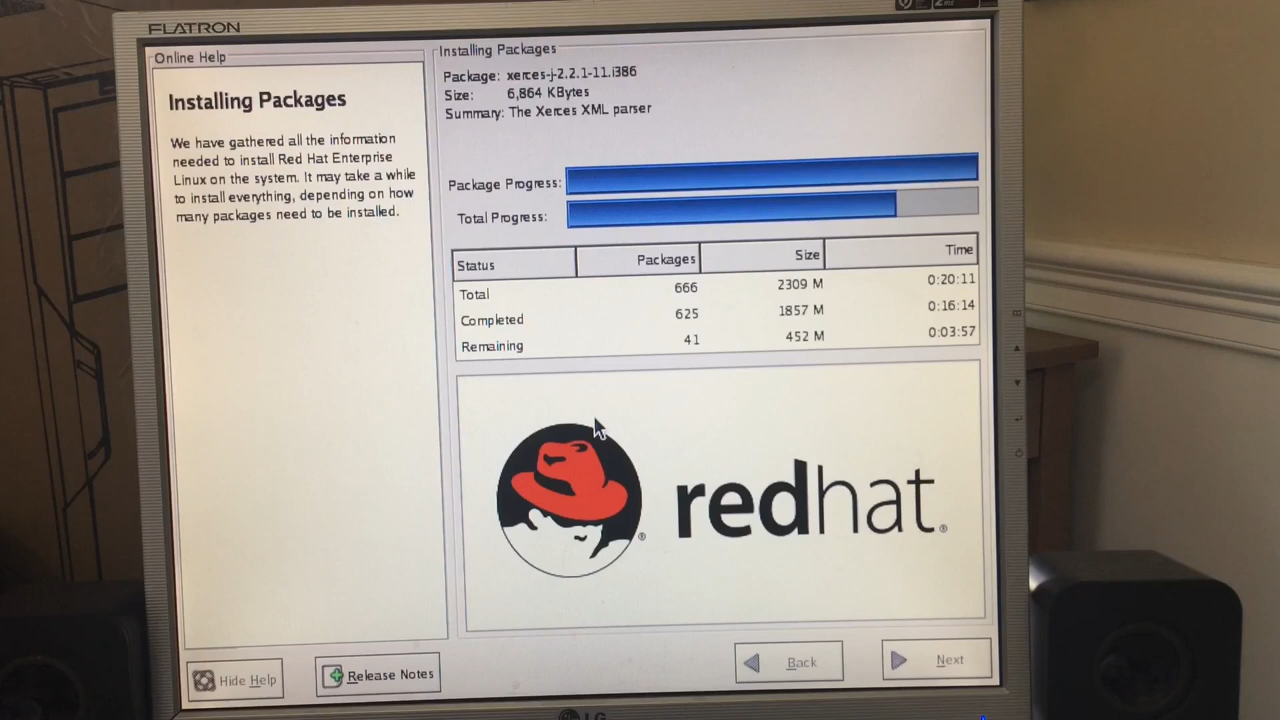 FLATRON
Online Help
Installing Packages
We have gathered all the information
needed to install Red Hat Enterprise
Linux on the system. It may take a while
to install everything, depending on how
many packages need to be installed.
Installing Packages
Package: xerces-j-2.2.1-11.i386
Size: 6,864 KBytes
Summary: The Xerces XML parser
Package Progress:
Total Progress:
Status Packages Size Time
Total 666 2309 M 0:20:11
Completed 625 1857 M 0:16:14
Remaining 41 452 M 0:03:57
redhat®
Hide Help
Release Notes
Back
Next
LG